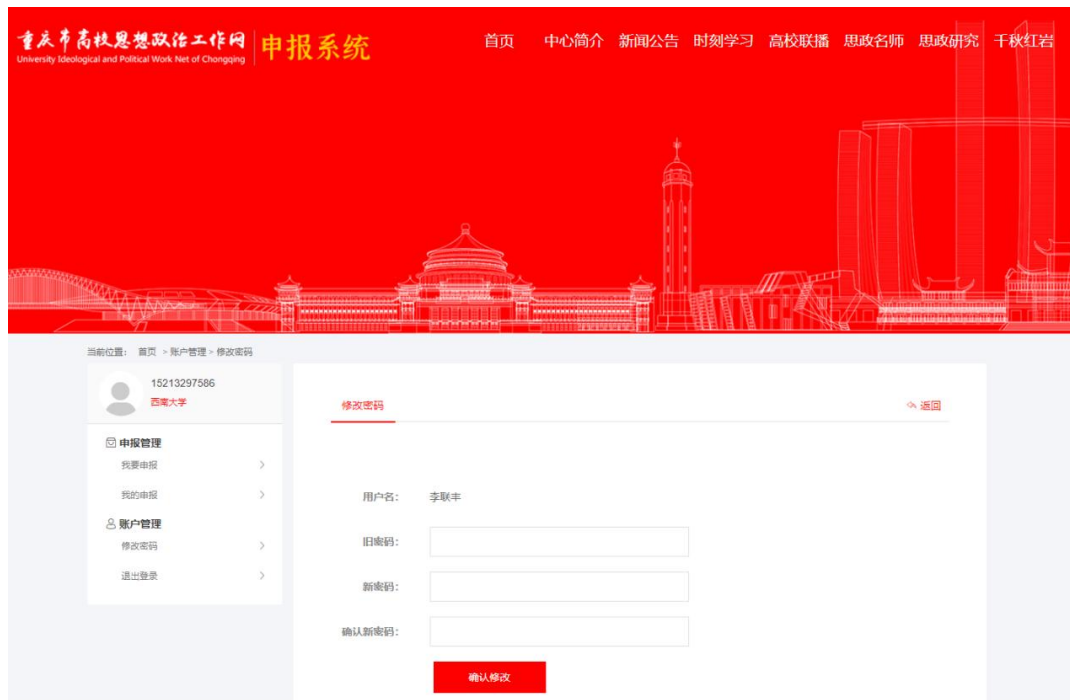 重庆市高校思想政治工作网 申报系统
University Ideological and Political Work Net of Chongqing
首页 中心简介 新闻公告 时刻学习 高校联播 思政名师 思政研究 千秋红岩
当前位置: 首页 > 账户管理 > 修改密码
15213297586
西南大学
申报管理
我要申报
我的申报
账户管理
修改密码
退出登录
修改密码 返回
用户名: 李联丰
旧密码:
新密码:
确认新密码:
确认修改